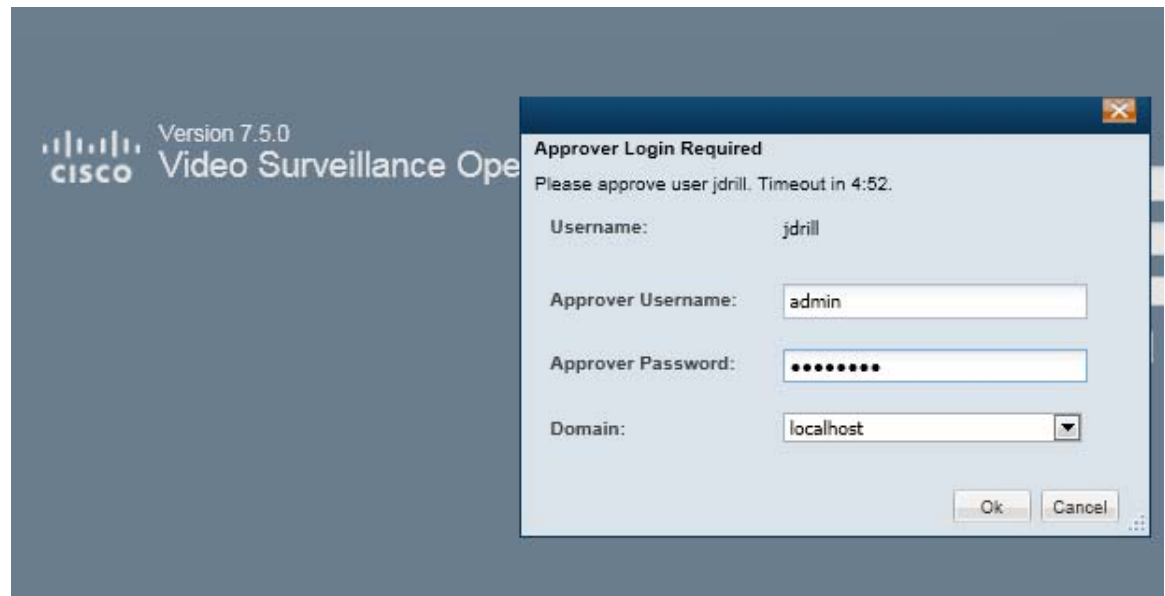 Version 7.5.0
CISCO Video Surveillance Ope
Approver Login Required
Please approve user jdrill. Timeout in 4:52.
Username: jdrill
Approver Username: admin
Approver Password: ••••••••
Domain: localhost
Ok Cancel